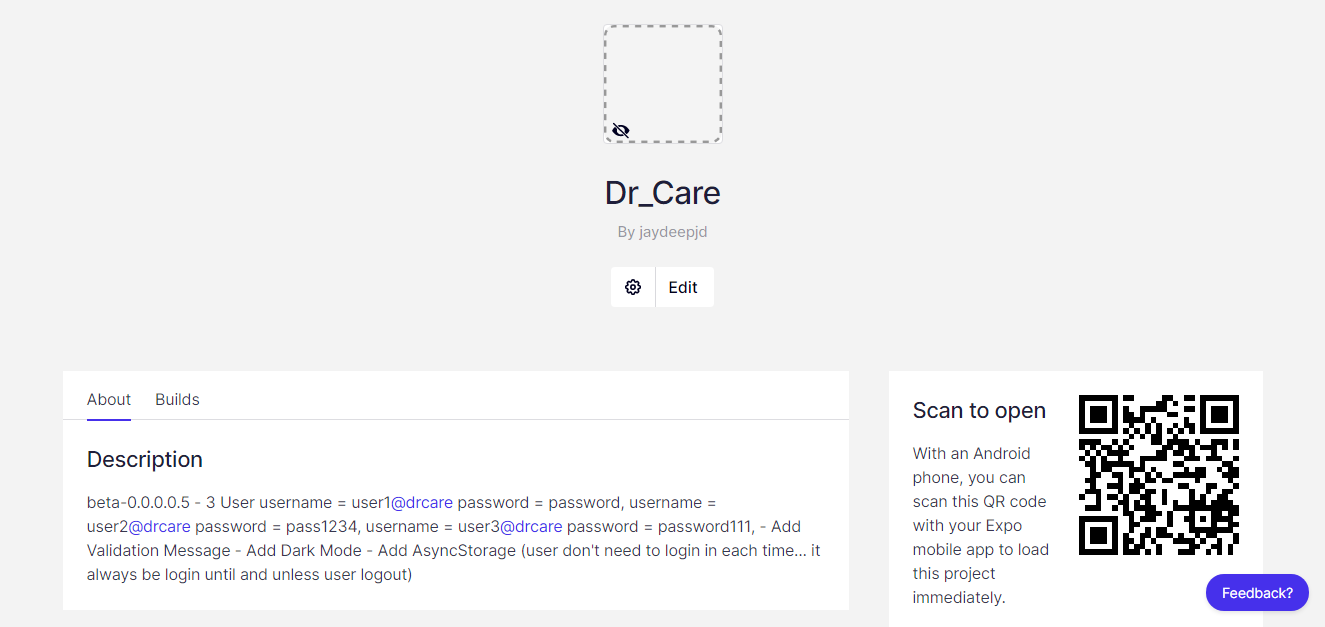 Dr_Care
By jaydeepjd
Edit
About Builds
Description
beta-0.0.0.0.5 - 3 User username = user1@drcare password = password, username =
user2@drcare password = pass1234, username = user3@drcare password = password111, - Add
Validation Message - Add Dark Mode - Add AsyncStorage (user don't need to login in each time... it
always be login until and unless user logout)
Scan to open
With an Android
phone, you can
scan this QR code
with your Expo
mobile app to load
this project
immediately.
Feedback?